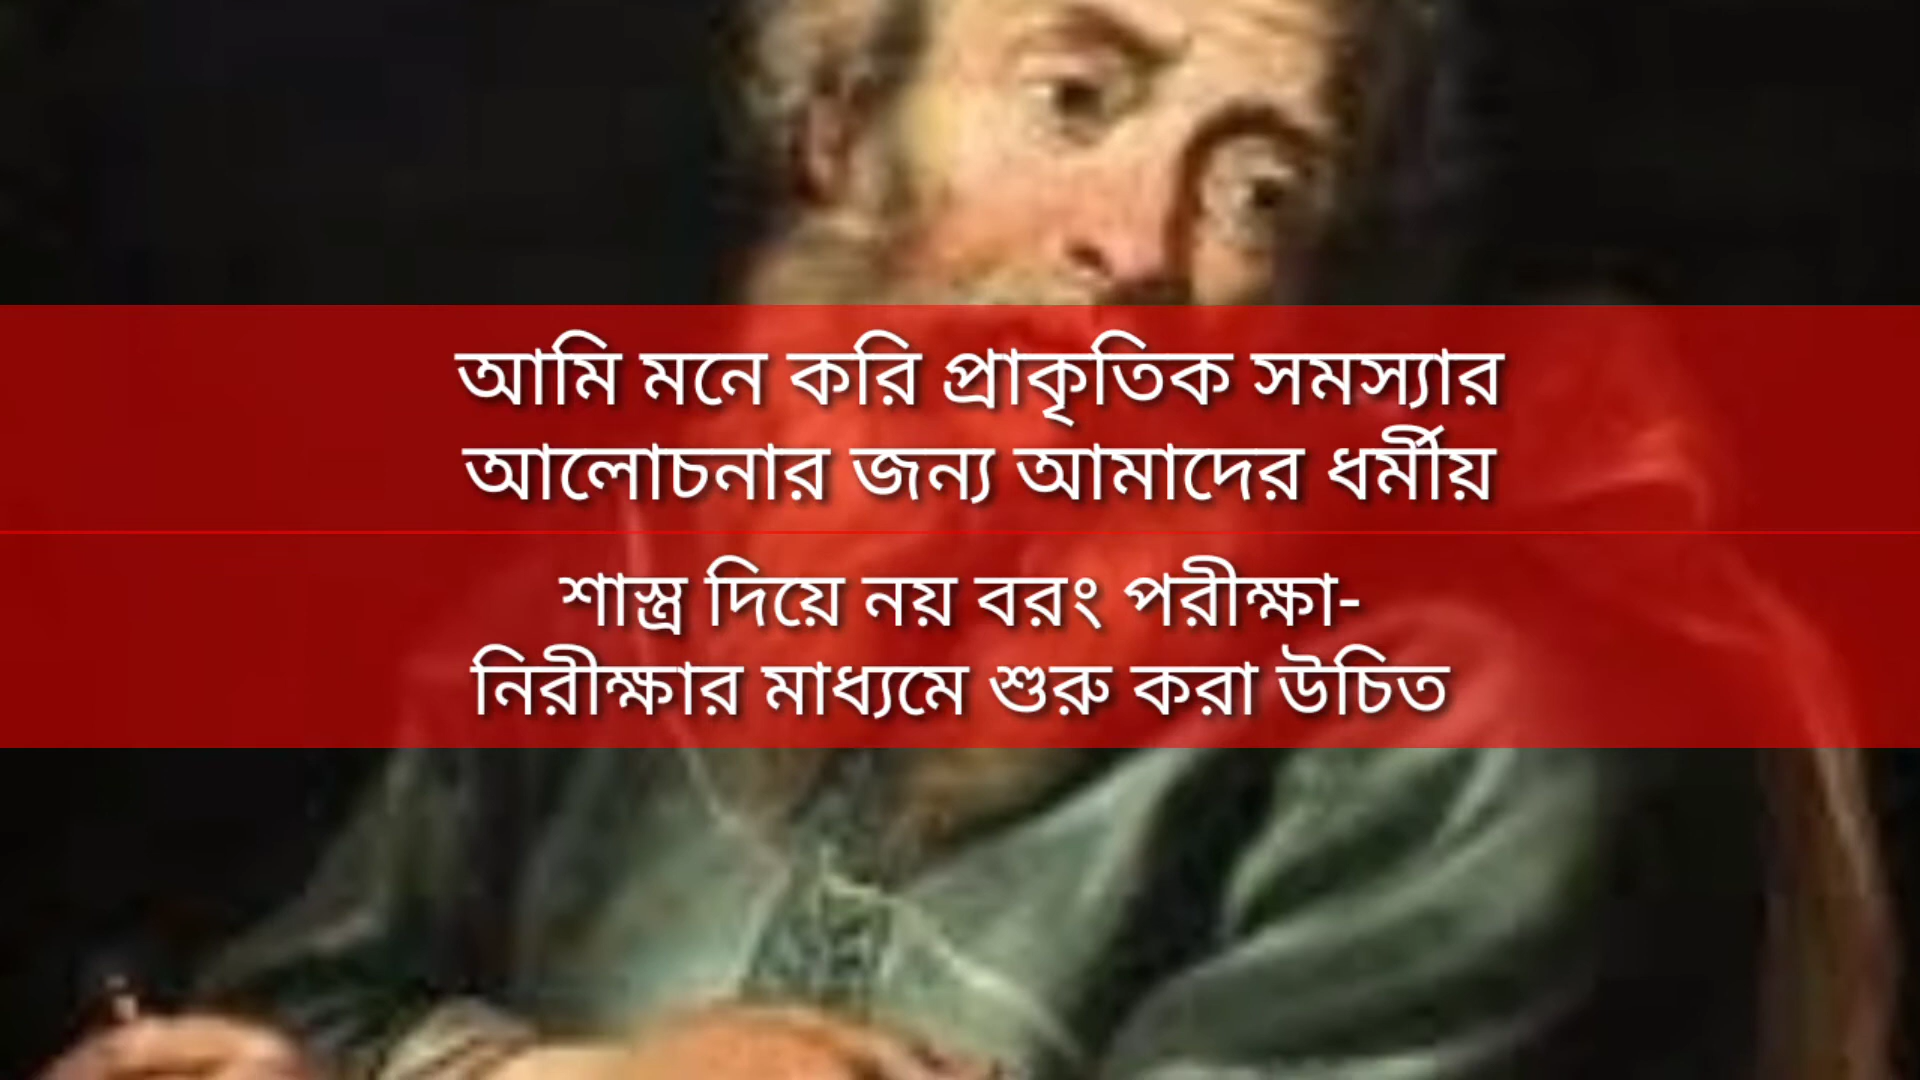 আমি মনে করি প্রাকৃতিক সমস্যার
আলোচনার জন্য আমাদের ধর্মীয়
শাস্ত্র দিয়ে নয় বরং পরীক্ষা-
নিরীক্ষার মাধ্যমে শুরু করা উচিত